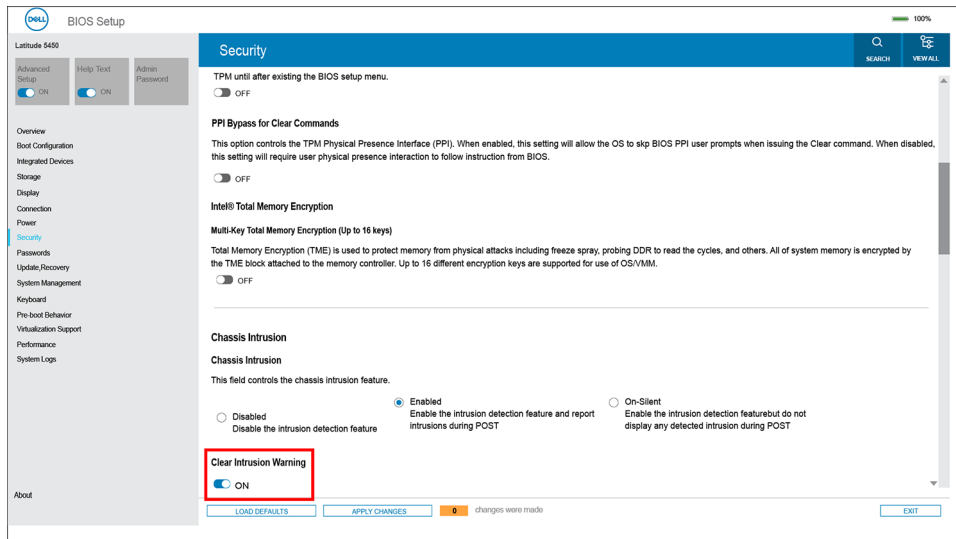 DELL
BIOS Setup
100%
Latitude 5450
Advanced Setup
ON
Help Text
ON
Admin Password
Security
SEARCH
VIEW ALL
Overview
Boot Configuration
Integrated Devices
Storage
Display
Connection
Power
Security
Passwords
Update,Recovery
System Management
Keyboard
Pre-boot Behavior
Virtualization Support
Performance
System Logs
About
TPM until after existing the BIOS setup menu.
OFF
PPI Bypass for Clear Commands
This option controls the TPM Physical Presence Interface (PPI). When enabled, this setting will allow the OS to skp BIOS PPI user prompts when issuing the Clear command. When disabled,
this setting will require user physical presence interaction to follow instruction from BIOS.
OFF
Intel® Total Memory Encryption
Multi-Key Total Memory Encryption (Up to 16 keys)
Total Memory Encryption (TME) is used to protect memory from physical attacks including freeze spray, probing DDR to read the cycles, and others. All of system memory is encrypted by
the TME block attached to the memory controller. Up to 16 different encryption keys are supported for use of OS/VMM.
OFF
Chassis Intrusion
Chassis Intrusion
This field controls the chassis intrusion feature.
Disabled
Disable the intrusion detection feature
Enabled
Enable the intrusion detection feature and report
intrusions during POST
On-Silent
Enable the intrusion detection featurebut do not
display any detected intrusion during POST
Clear Intrusion Warning
ON
LOAD DEFAULTS
APPLY CHANGES
0
changes were made
EXIT